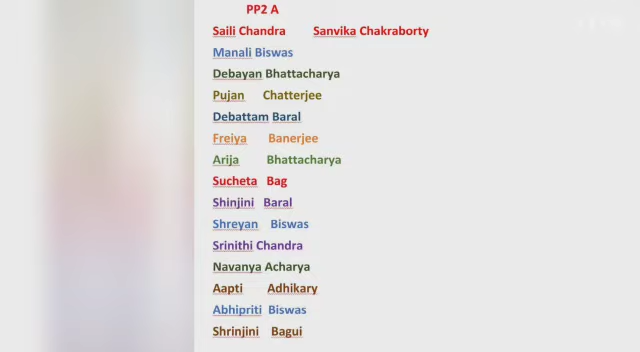 PP2 A
Saili Chandra Sanvika Chakraborty
Manali Biswas
Debayan Bhattacharya
Pujan Chatterjee
Debattam Baral
Freiya Banerjee
Arija Bhattacharya
Sucheta Bag
Shinjini Baral
Shreyan Biswas
Srinithi Chandra
Navanya Acharya
Aapti Adhikary
Abhipriti Biswas
Shrinjini Bagui